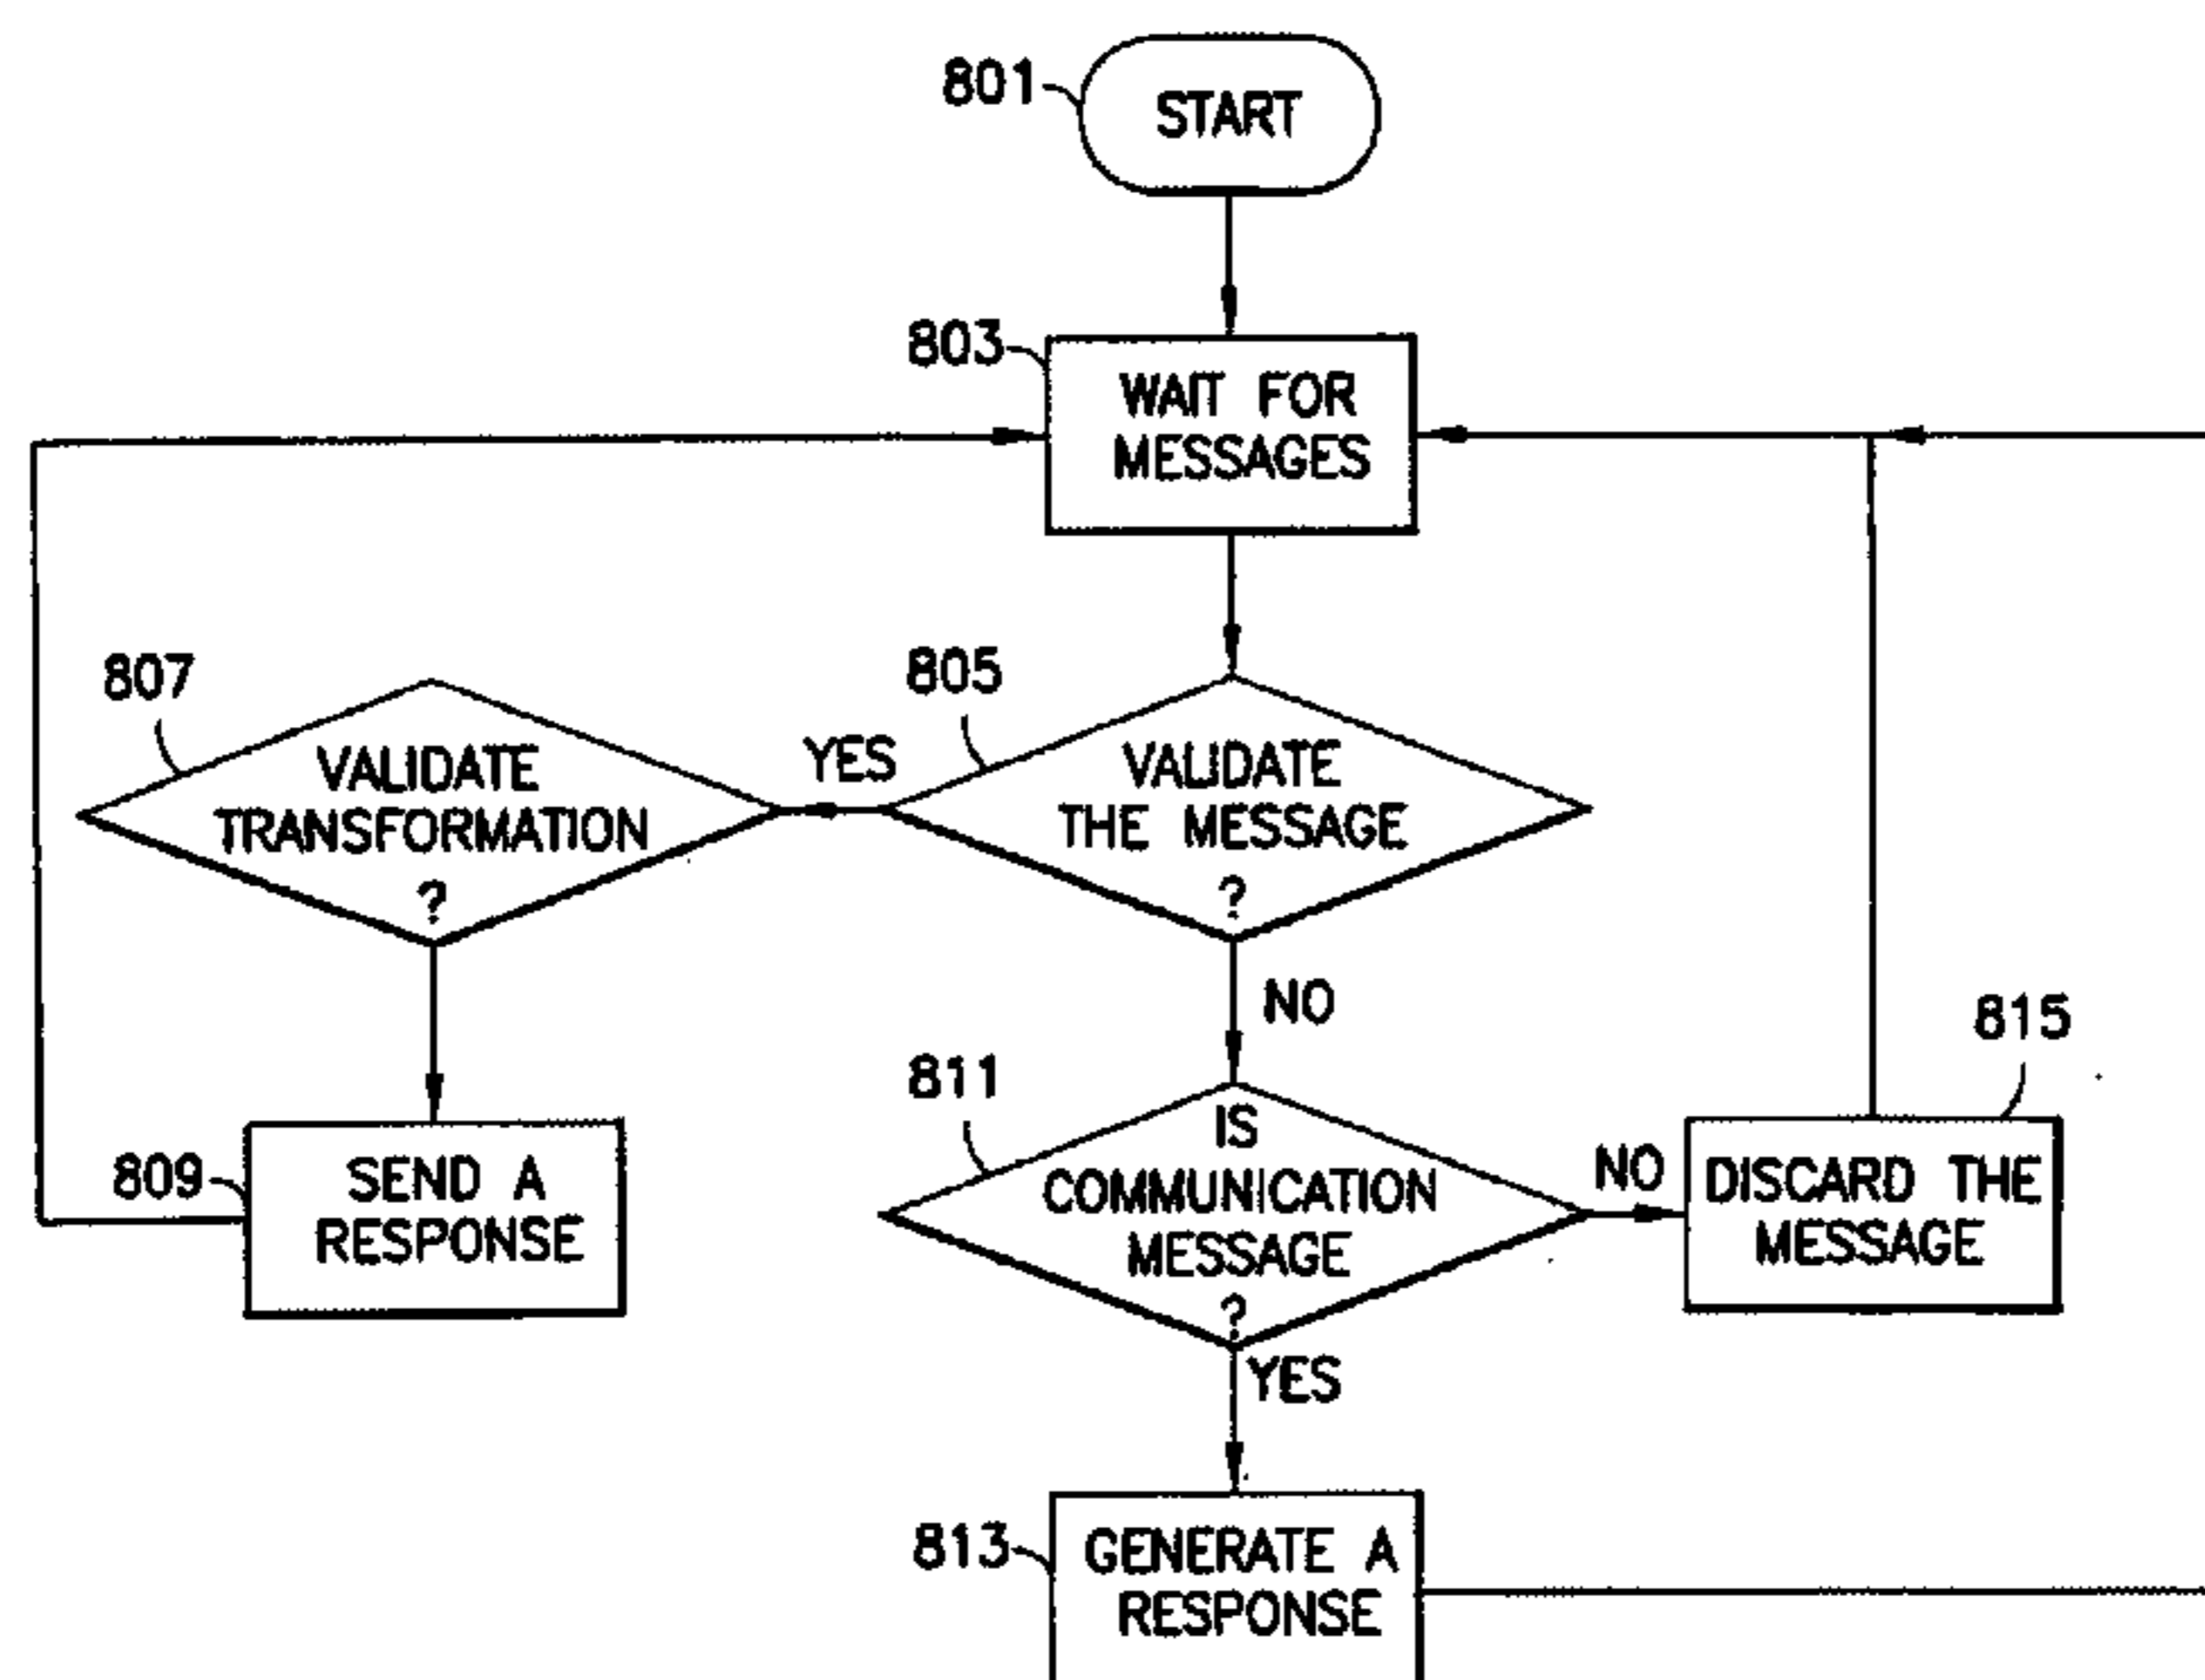 801
START
803
WAIT FOR
MESSAGES
807
VALIDATE
TRANSFORMATION
?
YES
805
VALIDATE
THE MESSAGE
?
NO
809
SEND A
RESPONSE
811
IS
COMMUNICATION
MESSAGE
?
NO
815
DISCARD THE
MESSAGE
YES
813
GENERATE A
RESPONSE